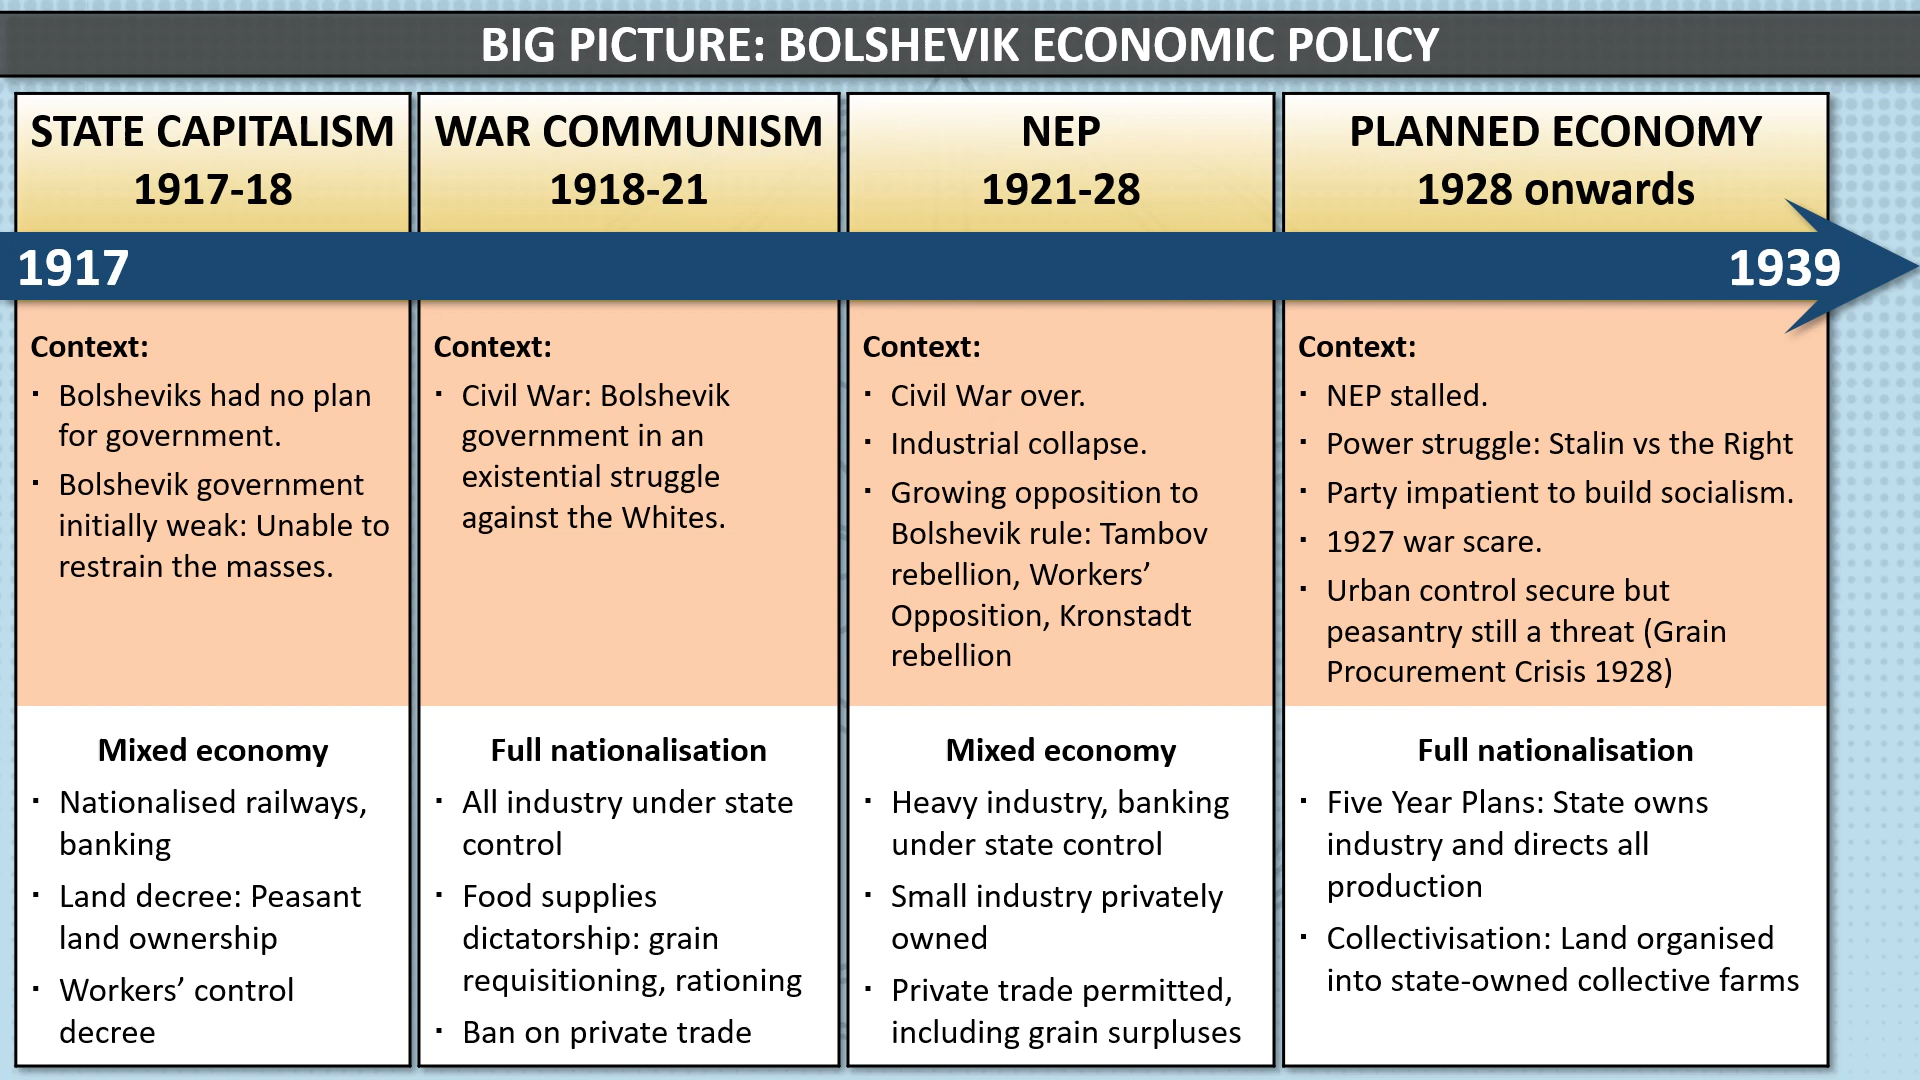 BIG PICTURE: BOLSHEVIK ECONOMIC POLICY
STATE CAPITALISM
1917-18
WAR COMMUNISM
1918-21
NEP
1921-28
PLANNED ECONOMY
1928 onwards
1917
1939
Context:
▪ Bolsheviks had no plan
for government.
▪ Bolshevik government
initially weak: Unable to
restrain the masses.
Mixed economy
▪ Nationalised railways,
banking
▪ Land decree: Peasant
land ownership
▪ Workers’ control
decree
Context:
▪ Civil War: Bolshevik
government in an
existential struggle
against the Whites.
Full nationalisation
▪ All industry under state
control
▪ Food supplies
dictatorship: grain
requisitioning, rationing
▪ Ban on private trade
Context:
▪ Civil War over.
▪ Industrial collapse.
▪ Growing opposition to
Bolshevik rule: Tambov
rebellion, Workers’
Opposition, Kronstadt
rebellion
Mixed economy
▪ Heavy industry, banking
under state control
▪ Small industry privately
owned
▪ Private trade permitted,
including grain surpluses
Context:
▪ NEP stalled.
▪ Power struggle: Stalin vs the Right
▪ Party impatient to build socialism.
▪ 1927 war scare.
▪ Urban control secure but
peasantry still a threat (Grain
Procurement Crisis 1928)
Full nationalisation
▪ Five Year Plans: State owns
industry and directs all
production
▪ Collectivisation: Land organised
into state-owned collective farms